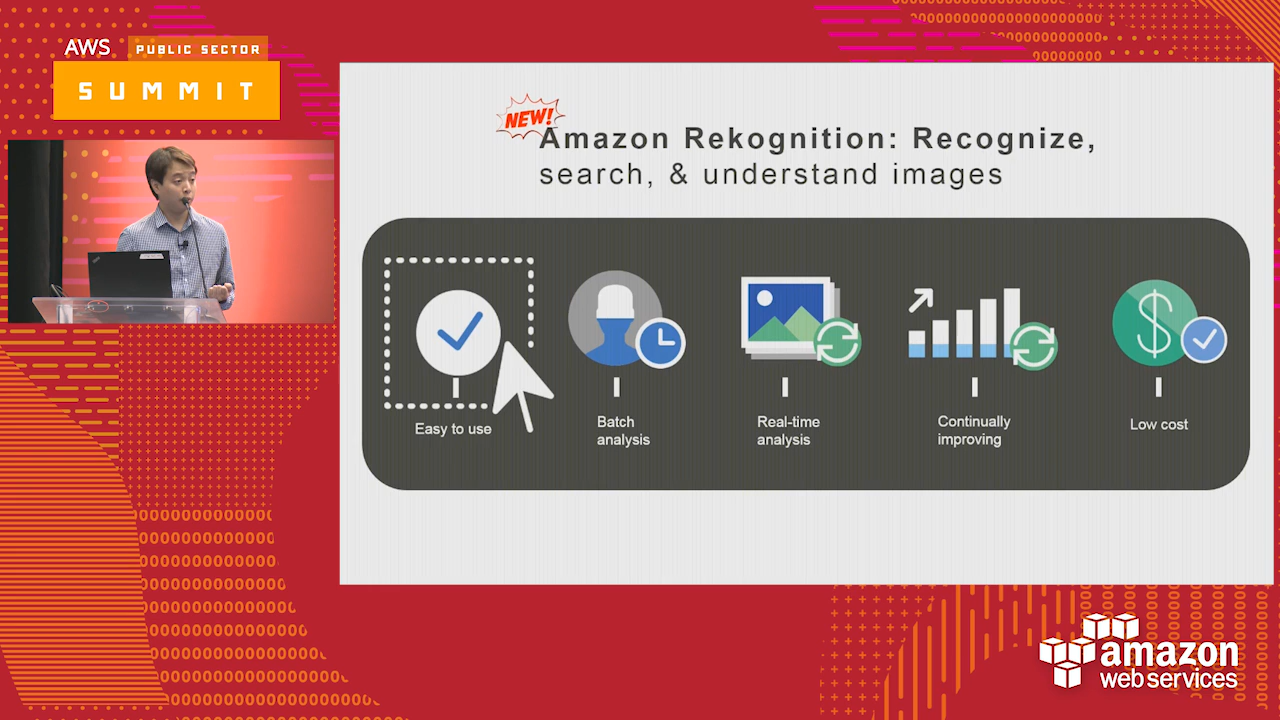 AWS PUBLIC SECTOR
SUMMIT
NEW!
Amazon Rekognition: Recognize,
search, & understand images
Easy to use
Batch
analysis
Real-time
analysis
Continually
improving
Low cost
amazon
web services